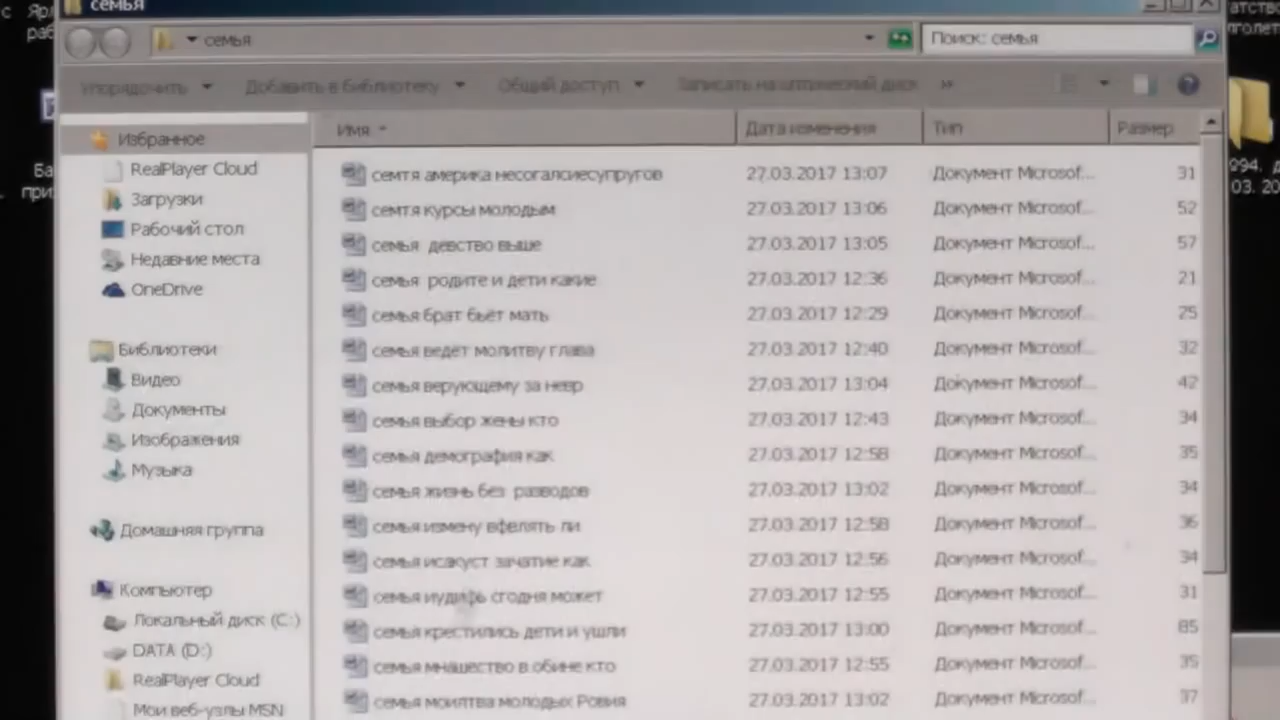 семья
семья
Поиск: семья
Упорядочить
Добавить в библиотеку
Общий доступ
Записать на оптический диск
»
Имя
Дата изменения
Тип
Размер
Избранное
RealPlayer Cloud
Загрузки
Рабочий стол
Недавние места
OneDrive
Библиотеки
Видео
Документы
Изображения
Музыка
Домашняя группа
Компьютер
Локальный диск (C:)
DATA (D:)
RealPlayer Cloud
Мои веб-узлы MSN
семтя америка несогалсиесупругов 27.03.2017 13:07 Документ Microsof... 31
семтя курсы молодым 27.03.2017 13:06 Документ Microsof... 52
семья девство выше 27.03.2017 13:05 Документ Microsof... 57
семья родите и дети какие 27.03.2017 12:36 Документ Microsof... 21
семья брат бьёт мать 27.03.2017 12:29 Документ Microsof... 25
семья ведёт молитву глава 27.03.2017 12:40 Документ Microsof... 32
семья верующему за невр 27.03.2017 13:04 Документ Microsof... 42
семья выбор жены кто 27.03.2017 12:43 Документ Microsof... 34
семья демография как 27.03.2017 12:58 Документ Microsof... 35
семья жизнь без разводов 27.03.2017 13:02 Документ Microsof... 34
семья измену вфелять ли 27.03.2017 12:58 Документ Microsof... 36
семья исакуст зачатие как 27.03.2017 12:56 Документ Microsof... 34
семья иудифь сгодня может 27.03.2017 12:55 Документ Microsof... 31
семья крестились дети и ушли 27.03.2017 13:00 Документ Microsof... 85
семья мнашество в обине кто 27.03.2017 12:55 Документ Microsof... 35
семья моилтва молодых Ровия 27.03.2017 13:02 Документ Microsof... 37